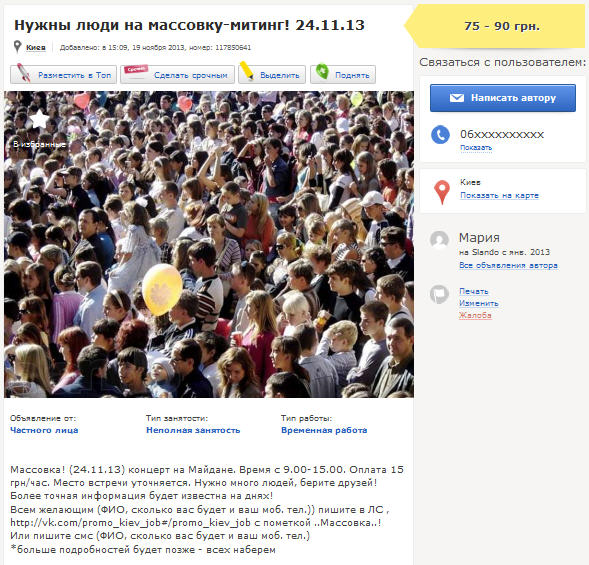 Нужны люди на массовку-митинг! 24.11.13
Киев
Добавлено: в 15:09, 19 ноября 2013, номер: 117850641
Разместить в Топ
Срочно
Сделать срочным
Выделить
Поднять
В избранные
75 - 90 грн.
Связаться с пользователем:
Написать автору
06xxxxxxxxxx
Показать
Киев
Показать на карте
Мария
на Slando с янв. 2013
Все объявления автора
Печать
Изменить
Жалоба
Объявление от:
Частного лица
Тип занятости:
Неполная занятость
Тип работы:
Временная работа
Массовка! (24.11.13) концерт на Майдане. Время с 9.00-15.00. Оплата 15
грн/час. Место встречи уточняется. Нужно много людей, берите друзей!
Более точная информация будет известна на днях!
Всем желающим (ФИО, сколько вас будет и ваш моб. тел.)) пишите в ЛС ,
http://vk.com/promo_kiev_job#/promo_kiev_job с пометкой ..Массовка..!
Или пишите смс (ФИО, сколько вас будет и ваш моб. тел.)
*больше подробностей будет позже - всех наберем